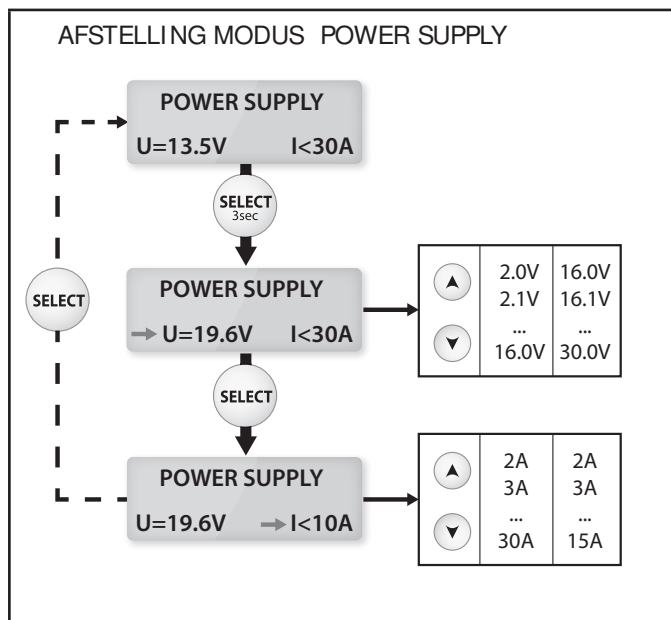 AFSTELLING MODUS POWER SUPPLY
POWER SUPPLY
U=13.5V I<30A
SELECT
3sec
SELECT
POWER SUPPLY
U=19.6V I<30A
2.0V 16.0V
2.1V 16.1V
... ...
16.0V 30.0V
SELECT
POWER SUPPLY
U=19.6V I<10A
2A 2A
3A 3A
... ...
30A 15A